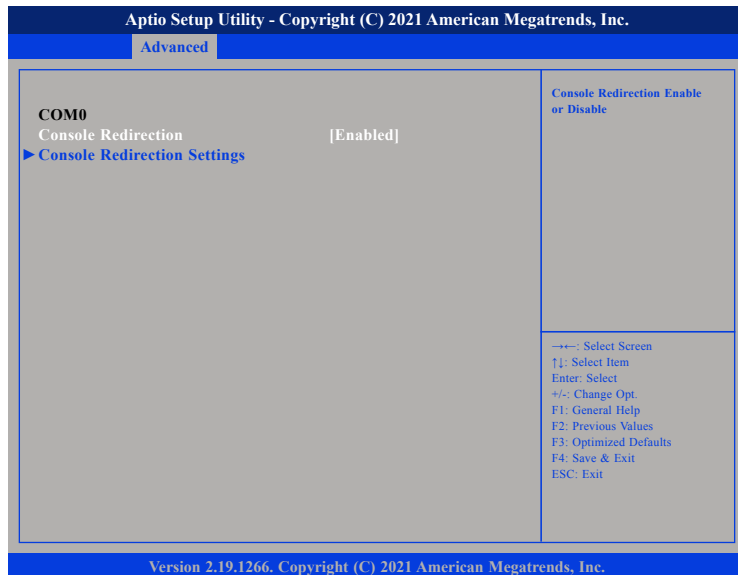 Aptio Setup Utility - Copyright (C) 2021 American Megatrends, Inc.
Advanced
COM0
Console Redirection [Enabled]
►Console Redirection Settings
Console Redirection Enable
or Disable
→←: Select Screen
↑↓: Select Item
Enter: Select
+/-: Change Opt.
F1: General Help
F2: Previous Values
F3: Optimized Defaults
F4: Save & Exit
ESC: Exit
Version 2.19.1266. Copyright (C) 2021 American Megatrends, Inc.